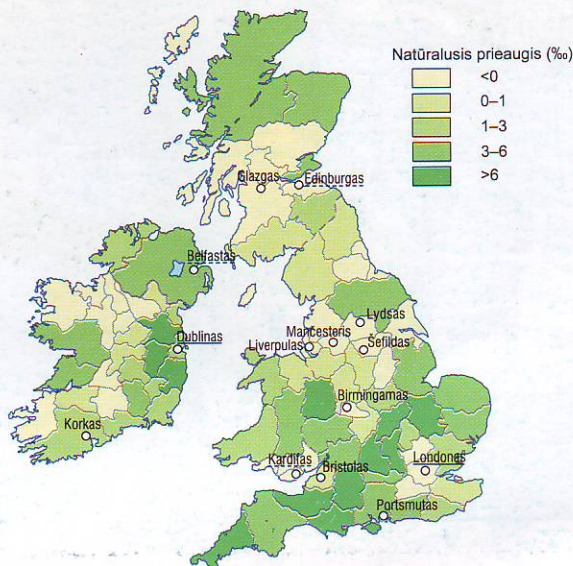 Natūralusis prieaugis (‰)
<0
0–1
1–3
3–6
>6
Glazgas
Edinburgas
Belfastas
Dublinas
Lydsas
Mančesteris
Liverpulas
Šefildas
Birmingamas
Korkas
Kardifas
Bristolas
Londonas
Portsmutas